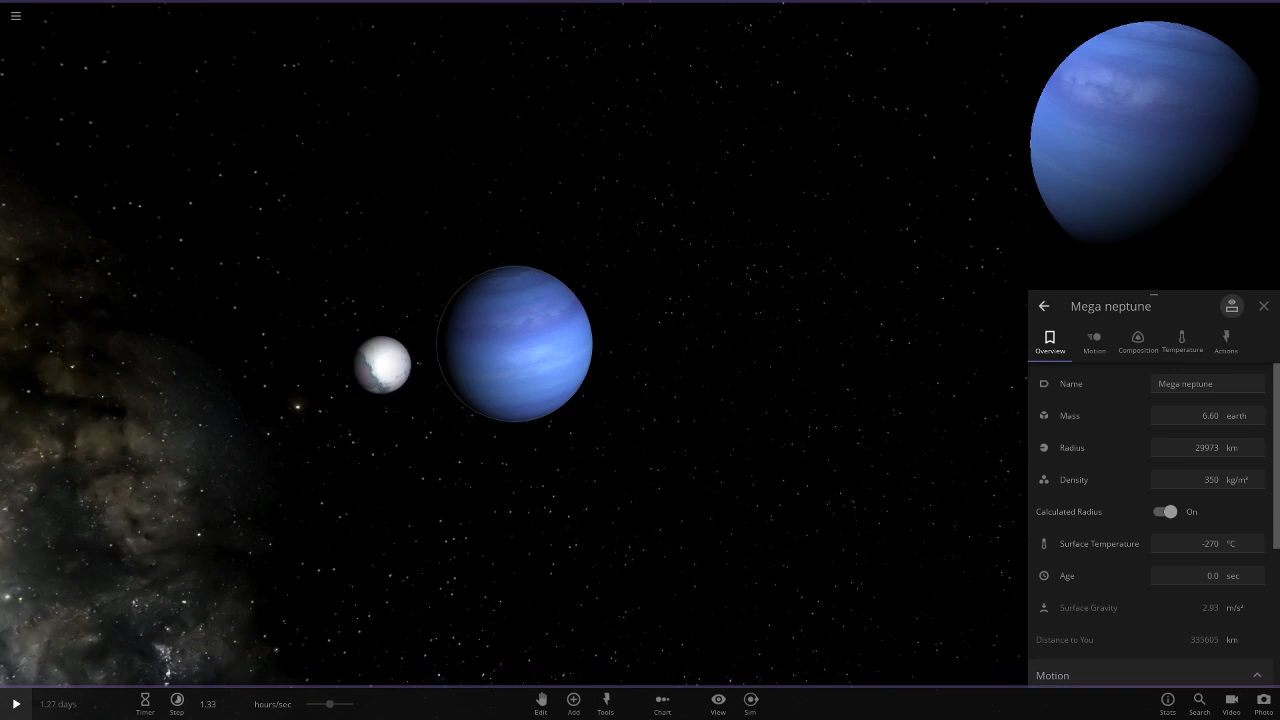 Mega neptune
Overview
Motion
Composition
Temperature
Actions
Name Mega neptune
Mass 6.60 earth
Radius 29973 km
Density 350 kg/m³
Calculated Radius On
Surface Temperature -270 °C
Age 0.0 sec
Surface Gravity 2.93 m/s²
Distance to You 335605 km
Motion
1.27 days
Timer
Step
1.33 hours/sec
Edit
Add
Tools
Chart
View
Sim
Stats
Search
Video
Photo